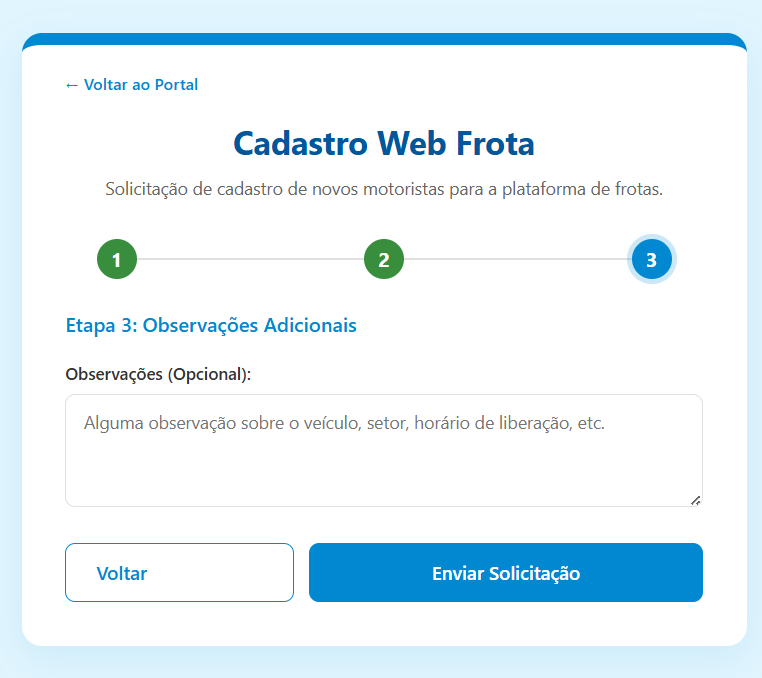 ← Voltar ao Portal
Cadastro Web Frota
Solicitação de cadastro de novos motoristas para a plataforma de frotas.
1 2 3
Etapa 3: Observações Adicionais
Observações (Opcional):
Alguma observação sobre o veículo, setor, horário de liberação, etc.
Voltar Enviar Solicitação